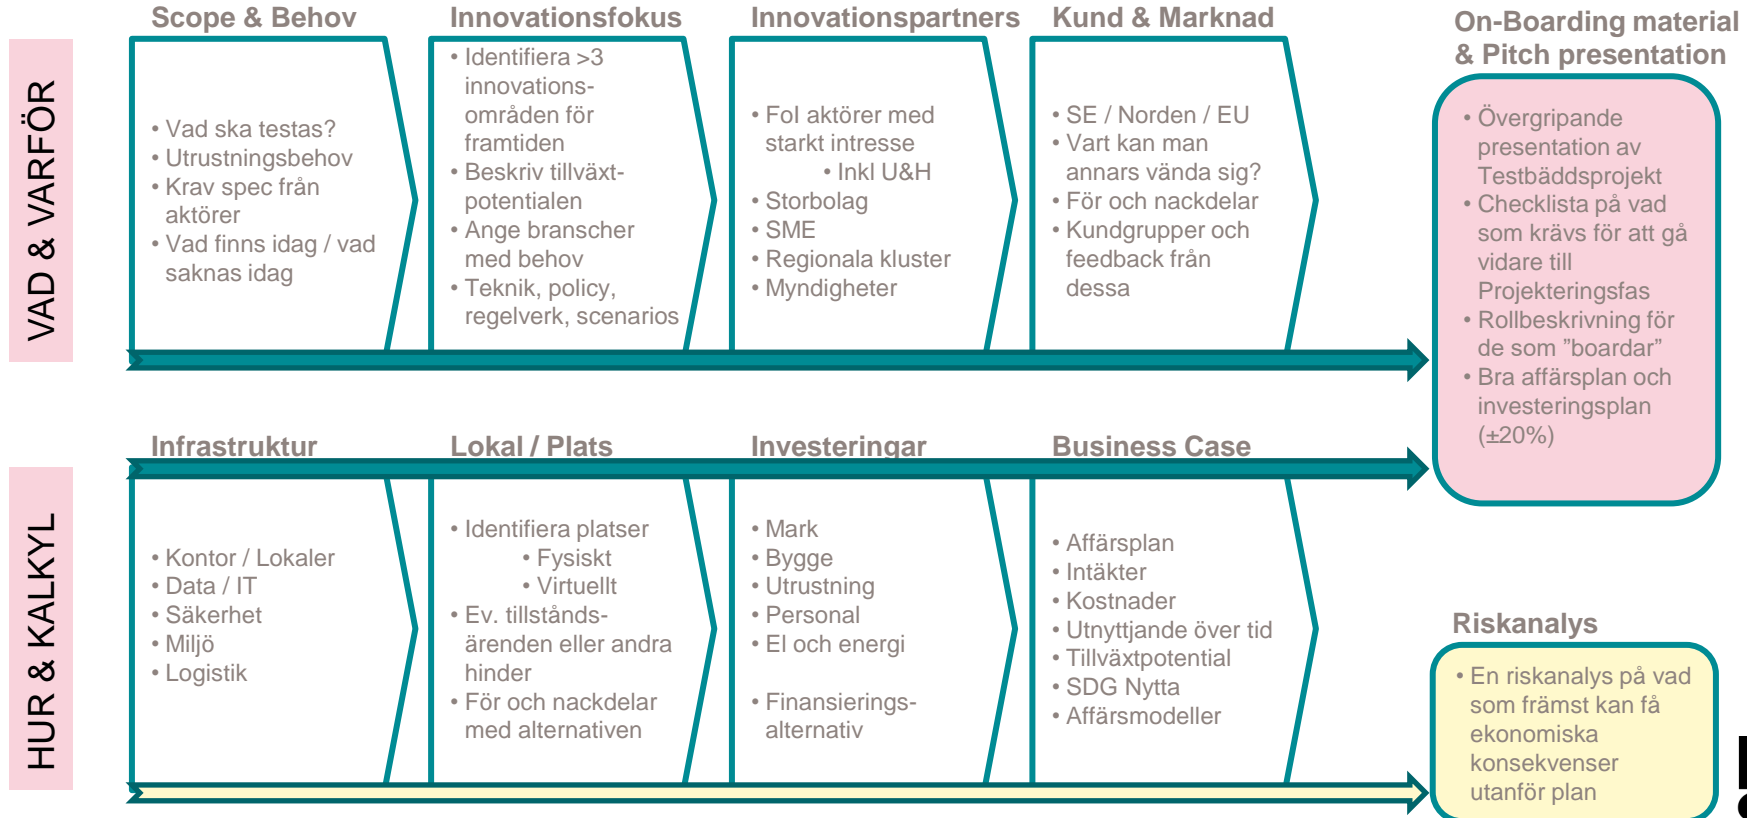 VAD & VARFÖR
Scope & Behov
• Vad ska testas?
• Utrustningsbehov
• Krav spec från
aktörer
• Vad finns idag / vad
saknas idag
Innovationsfokus
• Identifiera >3
innovations-
områden för
framtiden
• Beskriv tillväxt-
potentialen
• Ange branscher
med behov
• Teknik, policy,
regelverk, scenarios
Innovationspartners
• FoI aktörer med
starkt intresse
• Inkl U&H
• Storbolag
• SME
• Regionala kluster
• Myndigheter
Kund & Marknad
• SE / Norden / EU
• Vart kan man
annars vända sig?
• För och nackdelar
• Kundgrupper och
feedback från
dessa
On-Boarding material
& Pitch presentation
• Övergripande
presentation av
Testbäddsprojekt
• Checklista på vad
som krävs för att gå
vidare till
Projekteringsfas
• Rollbeskrivning för
de som ”boardar”
• Bra affärsplan och
investeringsplan
(±20%)
HUR & KALKYL
Infrastruktur
• Kontor / Lokaler
• Data / IT
• Säkerhet
• Miljö
• Logistik
Lokal / Plats
• Identifiera platser
• Fysiskt
• Virtuellt
• Ev. tillstånds-
ärenden eller andra
hinder
• För och nackdelar
med alternativen
Investeringar
• Mark
• Bygge
• Utrustning
• Personal
• El och energi
• Finansierings-
alternativ
Business Case
• Affärsplan
• Intäkter
• Kostnader
• Utnyttjande över tid
• Tillväxtpotential
• SDG Nytta
• Affärsmodeller
Riskanalys
• En riskanalys på vad
som främst kan få
ekonomiska
konsekvenser
utanför plan